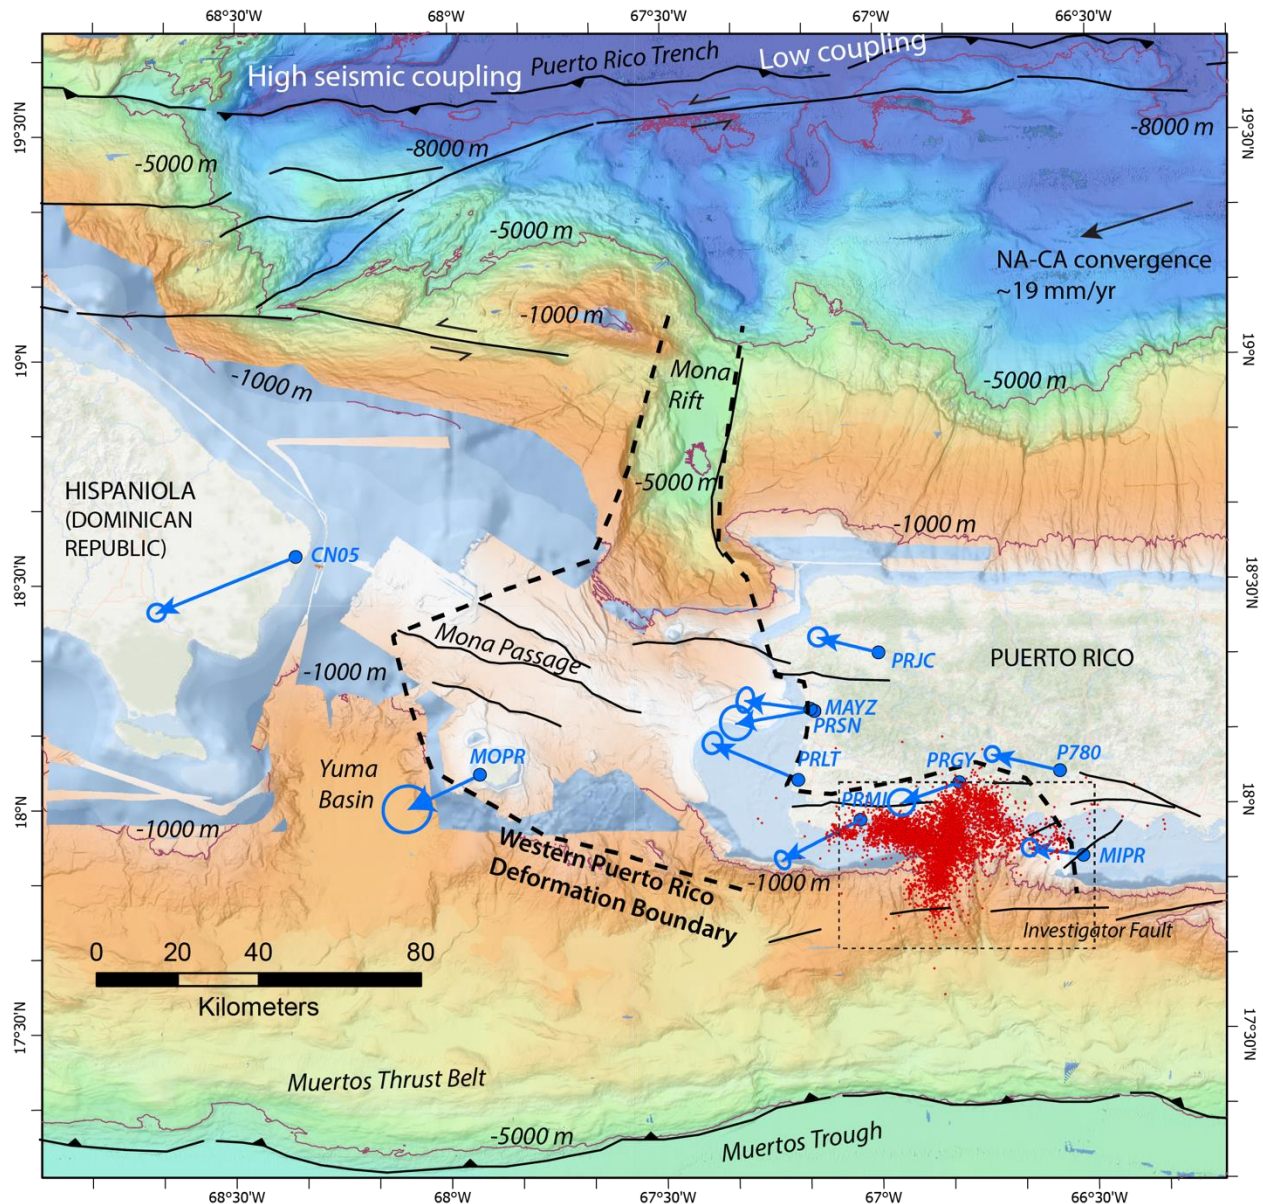 68°30'W
68°W
67°30'W
67°W
66°30'W
High seismic coupling
Puerto Rico Trench
Low coupling
19°30'N
19°30'N
-5000 m
-8000 m
-8000 m
-5000 m
NA-CA convergence
~19 mm/yr
-1000 m
19°N
19°N
-1000 m
Mona
Rift
-5000 m
-5000 m
HISPANIOLA
(DOMINICAN
REPUBLIC)
-1000 m
CN05
18°30'N
18°30'N
Mona Passage
PRJC
PUERTO RICO
-1000 m
MAYZ
PRSN
Yuma
Basin
MOPR
PRLT
PRGY
P780
18°N
18°N
PRMI
-1000 m
MIPR
Western Puerto Rico
Deformation Boundary
-1000 m
Investigator Fault
0 20 40 80
Kilometers
17°30'N
17°30'N
Muertos Thrust Belt
-5000 m
Muertos Trough
68°30'W
68°W
67°30'W
67°W
66°30'W